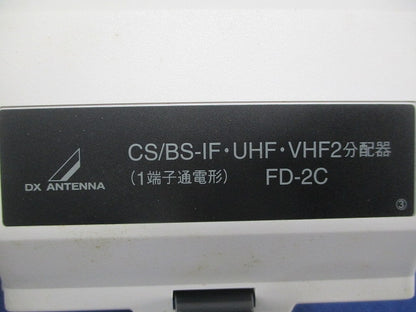 CS/BS-IF・UHF・VHF2分配器
DX ANTENNA
(1端子通電形) FD-2C
③